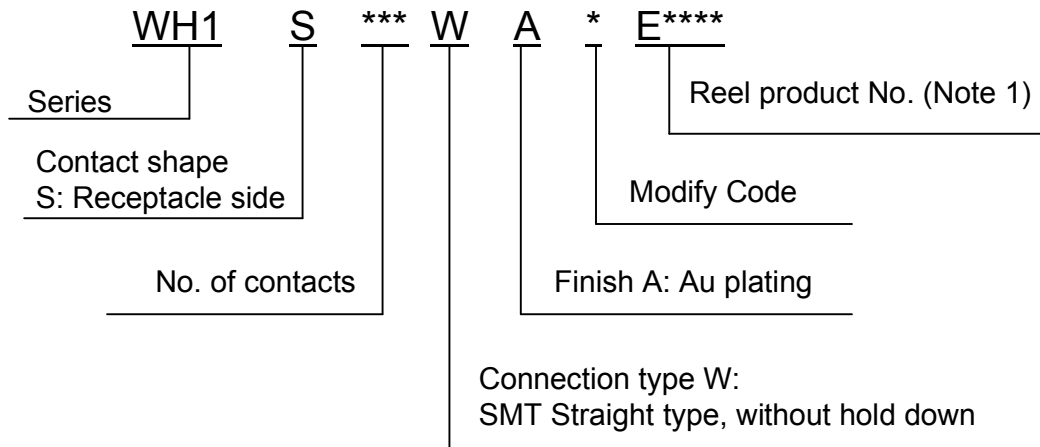 WH1 S *** W A * E****
Series
Reel product No. (Note 1)
Contact shape
S: Receptacle side
Modify Code
No. of contacts
Finish A: Au plating
Connection type W:
SMT Straight type, without hold down